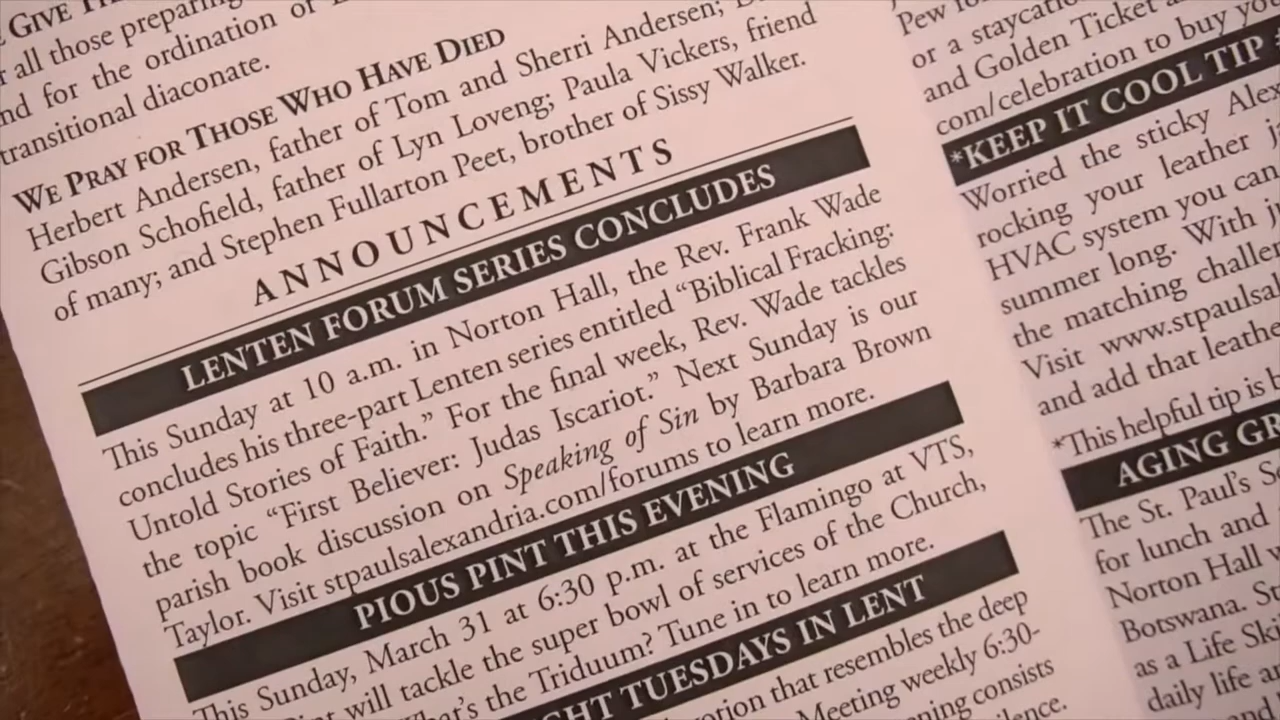 GIVE
all those preparing
for the ordination of
transitional diaconate.
WE PRAY FOR THOSE WHO HAVE DIED
Herbert Andersen, father of Tom and Sherri Andersen;
Gibson Schofield, father of Lyn Loveng; Paula Vickers, friend
of many; and Stephen Fullarton Peet, brother of Sissy Walker.
ANNOUNCEMENTS
LENTEN FORUM SERIES CONCLUDES
This Sunday at 10 a.m. in Norton Hall, the Rev. Frank Wade
concludes his three-part Lenten series entitled “Biblical Fracking:
Untold Stories of Faith.” For the final week, Rev. Wade tackles
the topic “First Believer: Judas Iscariot.” Next Sunday is our
parish book discussion on Speaking of Sin by Barbara Brown
Taylor. Visit stpaulsalexandria.com/forums to learn more.
PIOUS PINT THIS EVENING
This Sunday, March 31 at 6:30 p.m. at the Flamingo at VTS,
will tackle the super bowl of services of the Church,
the Triduum? Tune in to learn more.
TUESDAYS IN LENT
that resembles the deep
Meeting weekly 6:30-
consists
Pew
or a staycation
and Golden Ticket
com/celebration to buy
*KEEP IT COOL TIP
Worried the sticky
rocking your leather
HVAC system you can
summer long. With
the matching
Visit
and add that
*This helpful tip is
AGING
The St. Paul’s
for lunch and
Norton Hall
Botswana.
as a Life
daily life
and